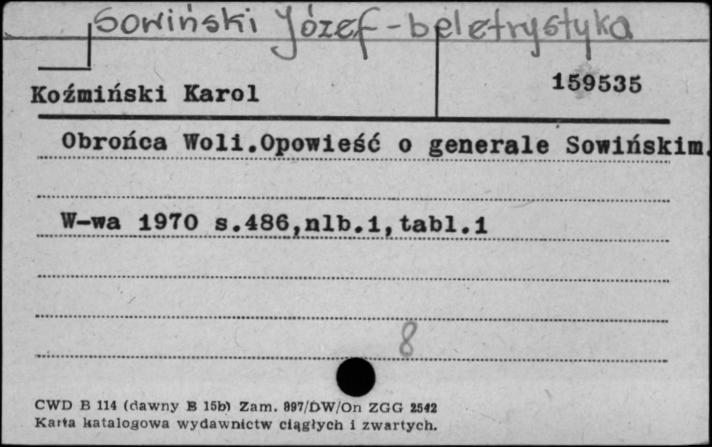 Sowiński Józef - beletrystyka
Koźmiński Karol
159535
Obrońca Woli.Opowieść o generale Sowińskim.
W-wa 1970 s.486,nlb.1,tabl.1
8
CWD B 114 (dawny B 15b) Zam. 897/DW/On ZGG 2542
Karta katalogowa wydawnictw ciągłych i zwartych.